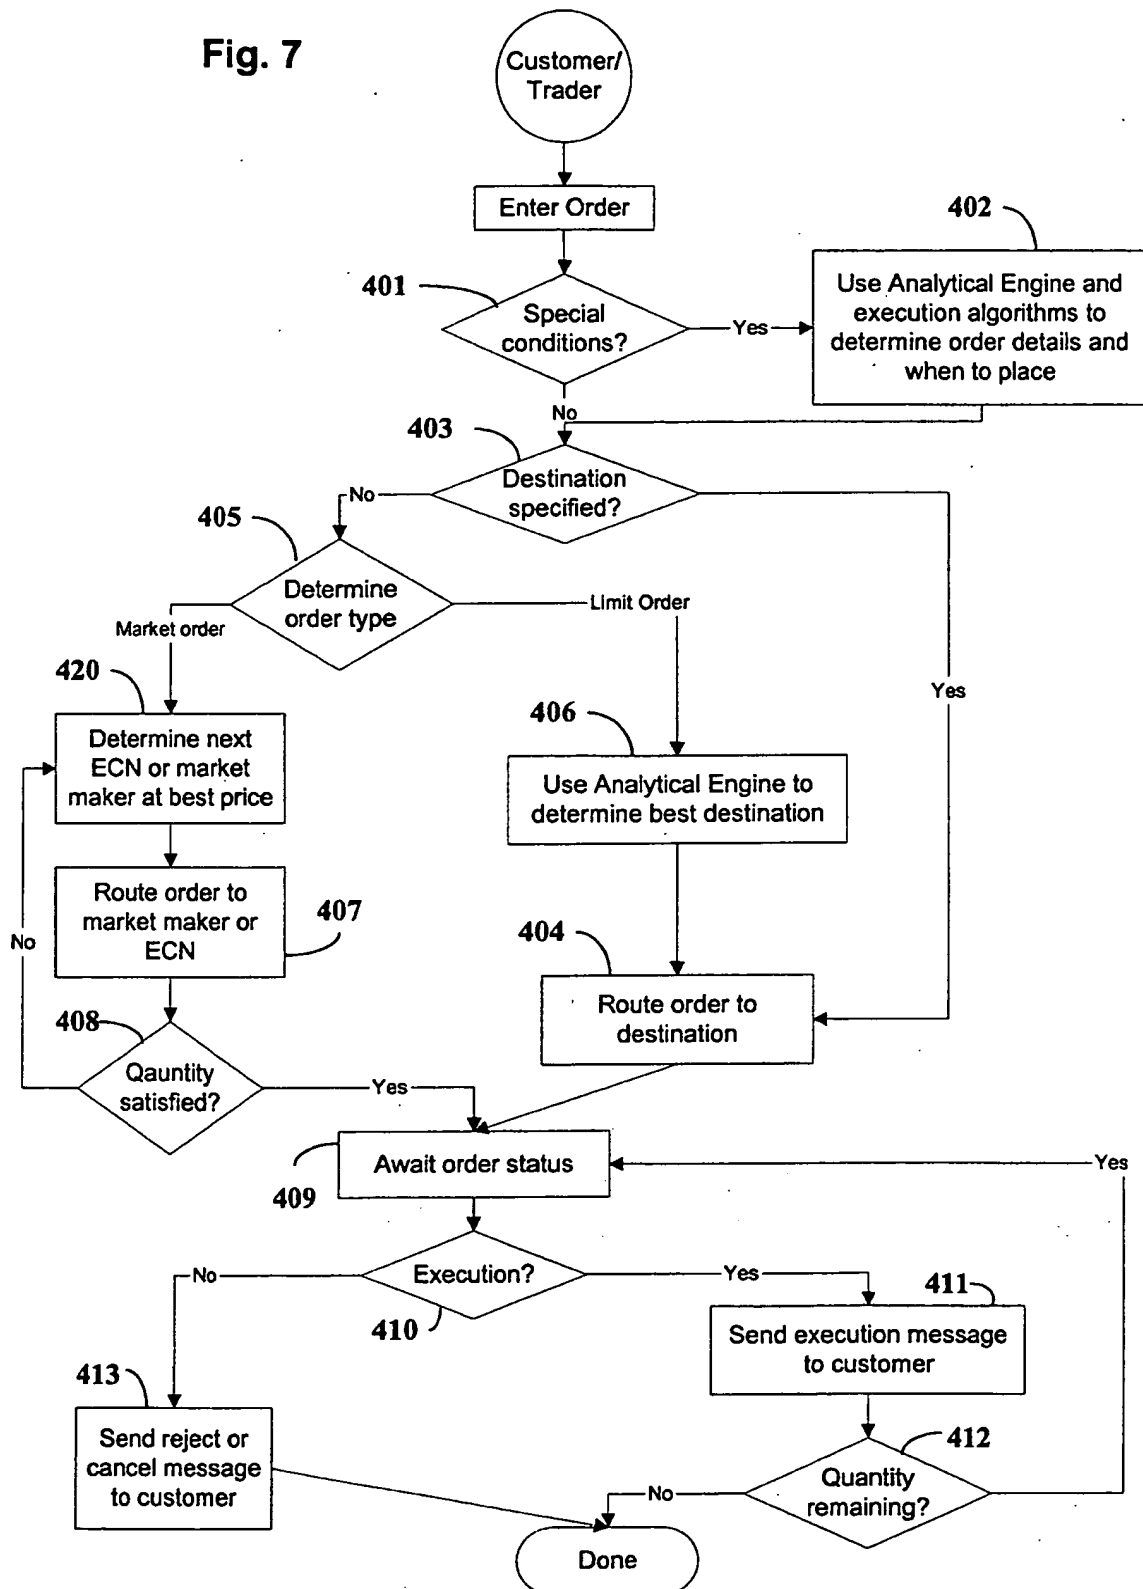 Fig. 7
Customer/
Trader
Enter Order
402
401
Special
conditions?
Yes
Use Analytical Engine and
execution algorithms to
determine order details and
when to place
No
403
Destination
specified?
No
405
Determine
order type
Limit Order
Market order
Yes
420
Determine next
ECN or market
maker at best price
406
Use Analytical Engine to
determine best destination
Route order to
market maker or
ECN
407
No
404
Route order to
destination
408
Qauntity
satisfied?
Yes
Await order status
Yes
409
Execution?
No
Yes
410
411
Send execution message
to customer
413
Send reject or
cancel message
to customer
412
Quantity
remaining?
No
Done